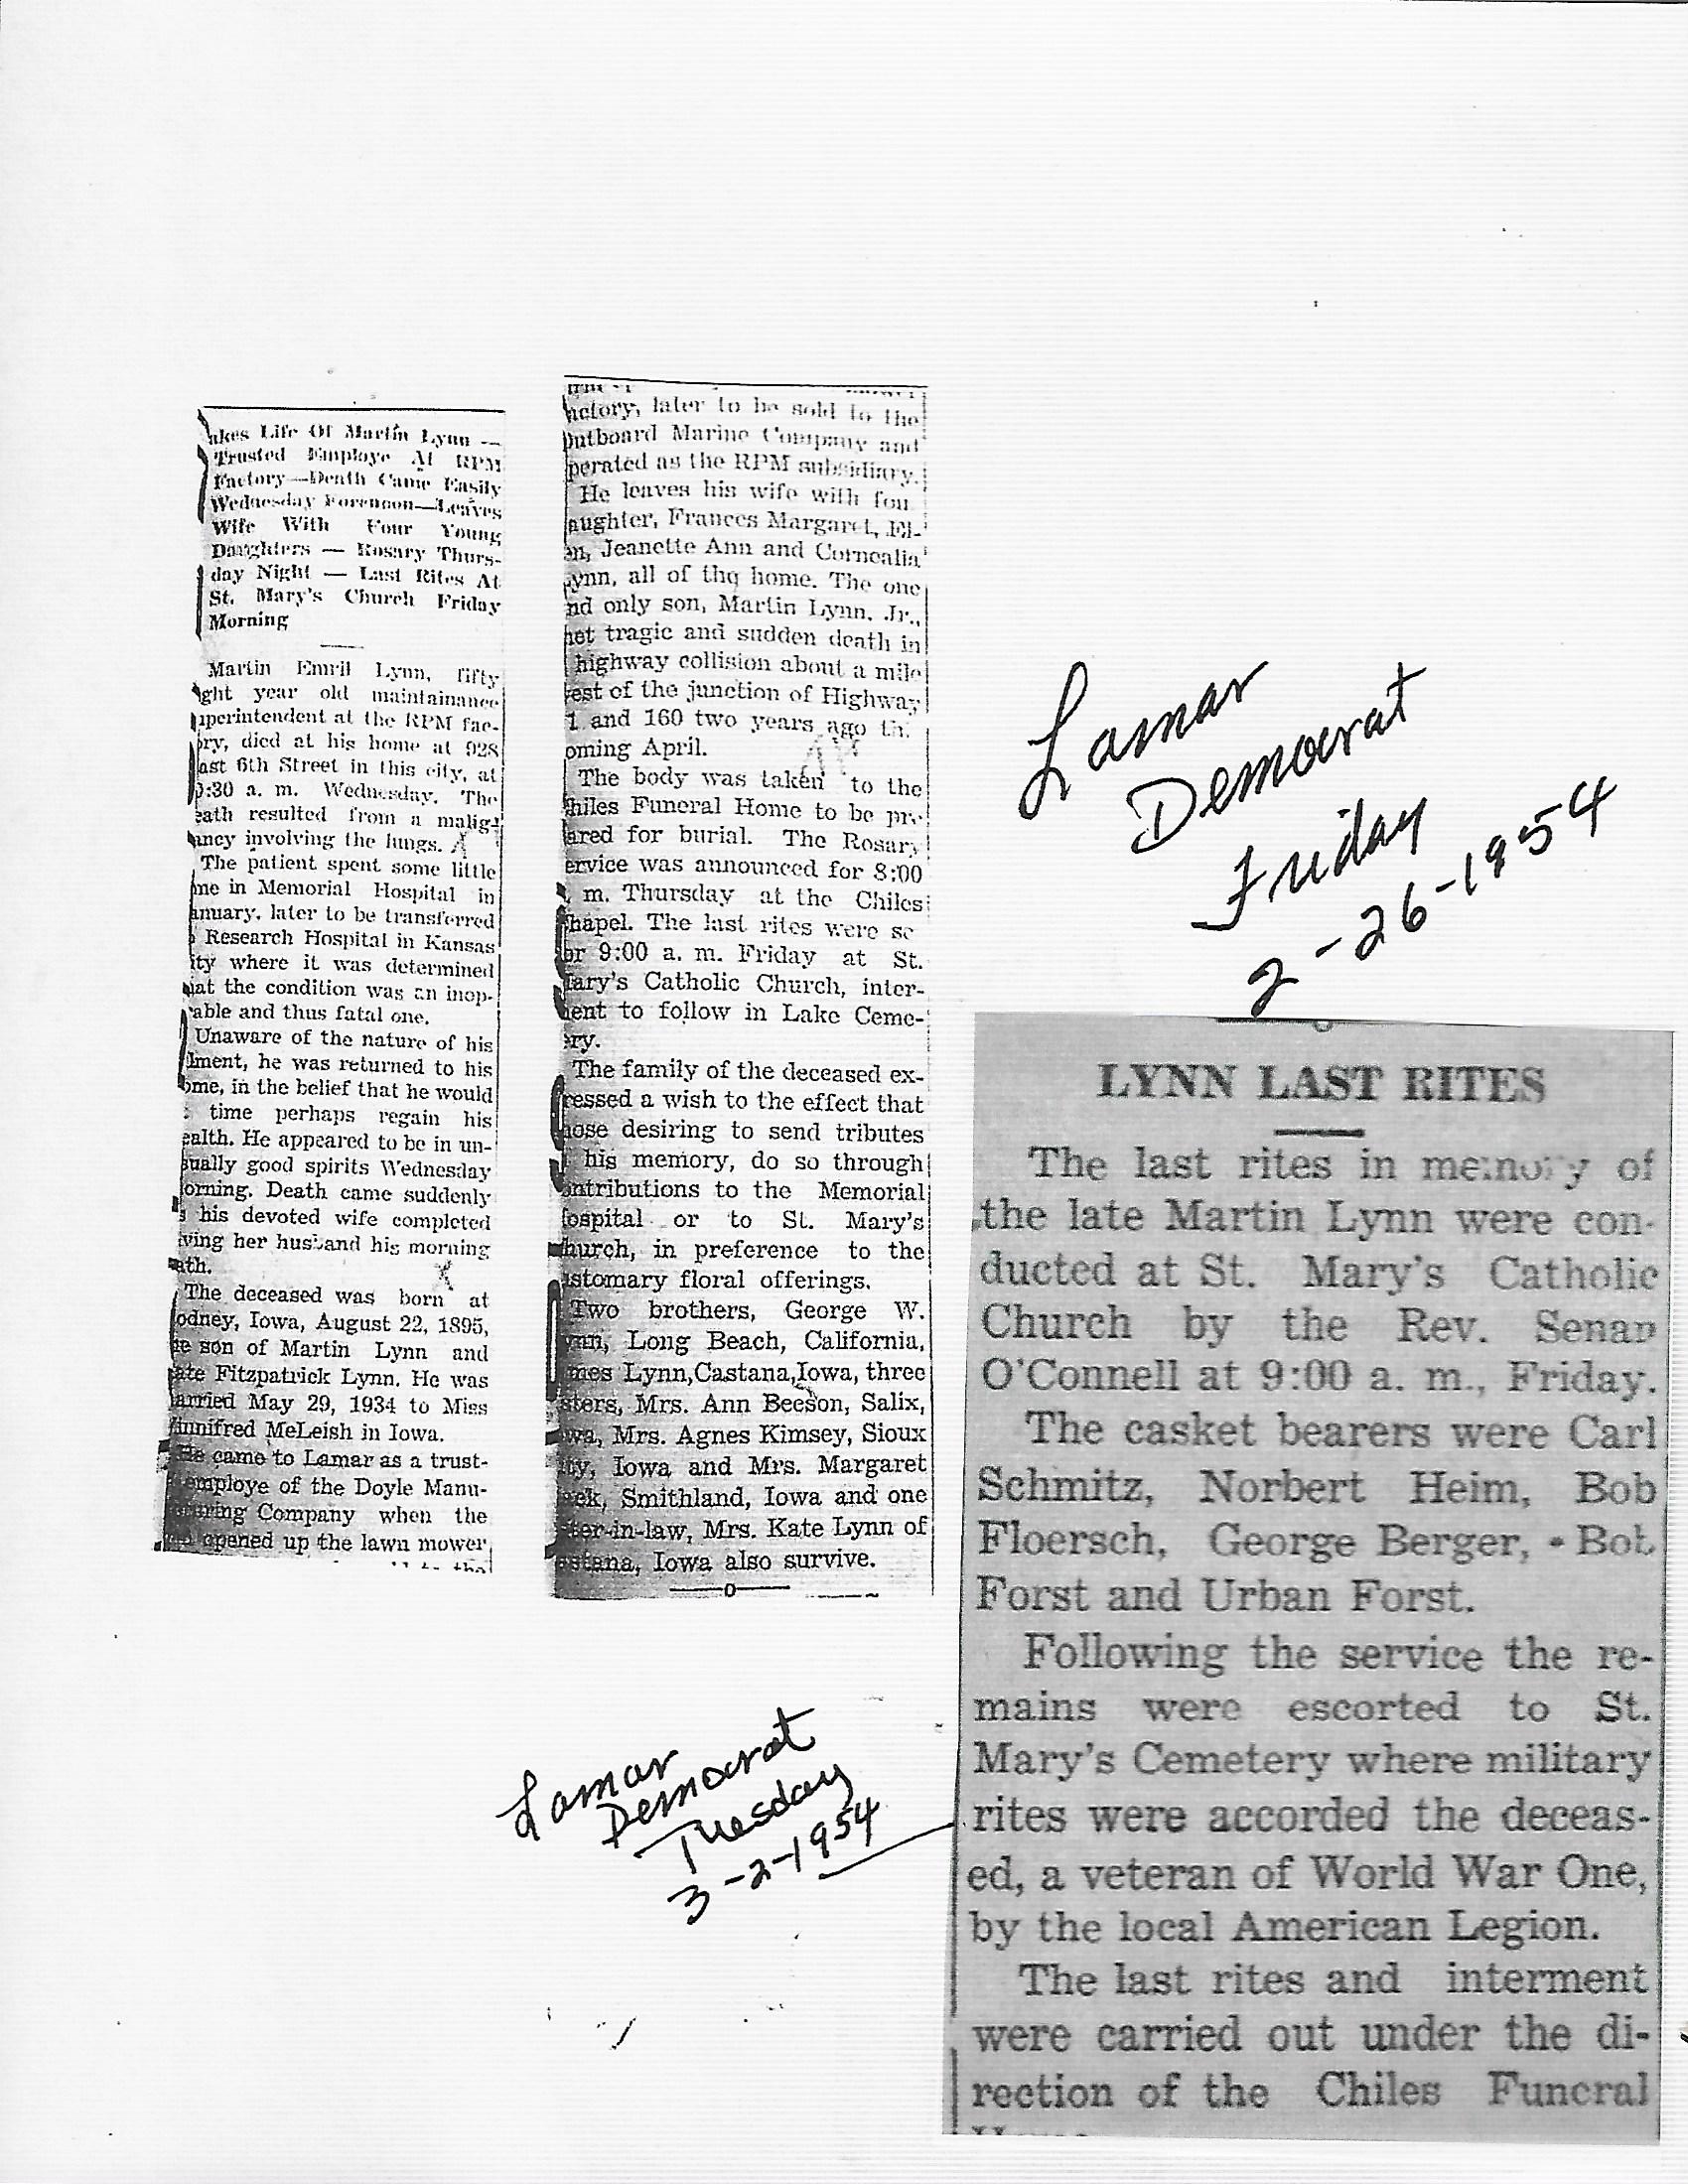 akes Life Of Martin Lynn —
Trusted Employe At RPM
Factory—Death Came Easily
Wednesday Forenoon—Leaves
Wife With Four Young
Daughters — Rosary Thurs-
day Night — Last Rites At
St. Mary's Church Friday
Morning
Martin Emril Lynn, fifty
ght year old maintainance
uperintendent at the RPM fac-
ory, died at his home at 928
ast 6th Street in this city, at
9:30 a. m. Wednesday. The
eath resulted from a malig-
ancy involving the lungs.
The patient spent some little
me in Memorial Hospital in
anuary, later to be transferred
Research Hospital in Kansas
ity where it was determined
hat the condition was an inop-
rable and thus fatal one.
Unaware of the nature of his
lment, he was returned to his
ome, in the belief that he would
time perhaps regain his
ealth. He appeared to be in un-
sually good spirits Wednesday
orning. Death came suddenly
s his devoted wife completed
iving her husband his morning
ath.
The deceased was born at
odney, Iowa, August 22, 1895,
he son of Martin Lynn and
ate Fitzpatrick Lynn. He was
arried May 29, 1934 to Miss
innifred MeLeish in Iowa.
He came to Lamar as a trust-
employe of the Doyle Manu-
cturing Company when the
opened up the lawn mower
actory, later to be sold to the
utboard Marine Company and
perated as the RPM subsidiary.
He leaves his wife with fou
aughter, Frances Margaret, El-
en, Jeanette Ann and Cornealia
ynn, all of thq home. The one
nd only son, Martin Lynn, Jr.,
et tragic and sudden death in
highway collision about a mile
est of the junction of Highway
1 and 160 two years ago th
oming April.
The body was taken to the
hiles Funeral Home to be pre
ared for burial. The Rosary
ervice was announced for 8:00
. m. Thursday at the Chiles
hapel. The last rites were se
or 9:00 a. m. Friday at St.
ary's Catholic Church, inter-
ent to follow in Lake Ceme-
ery.
The family of the deceased ex-
ressed a wish to the effect that
hose desiring to send tributes
his memory, do so through
ontributions to the Memorial
ospital or to St. Mary's
hurch, in preference to the
ustomary floral offerings.
Two brothers, George W.
ynn, Long Beach, California,
mes Lynn,Castana,Iowa, three
sters, Mrs. Ann Beeson, Salix,
wa, Mrs. Agnes Kimsey, Sioux
ity, Iowa and Mrs. Margaret
eek, Smithland, Iowa and one
ster-in-law, Mrs. Kate Lynn of
astana, Iowa also survive.
Lamar
Democrat
Friday
2-26-1954
LYNN LAST RITES
The last rites in memory of
the late Martin Lynn were con-
ducted at St. Mary's Catholic
Church by the Rev. Senan
O'Connell at 9:00 a. m., Friday.
The casket bearers were Carl
Schmitz, Norbert Heim, Bob
Floersch, George Berger, Bob
Forst and Urban Forst.
Following the service the re-
mains were escorted to St.
Mary's Cemetery where military
rites were accorded the deceas-
ed, a veteran of World War One,
by the local American Legion.
The last rites and interment
were carried out under the di-
rection of the Chiles Funeral
Lamar
Democrat
Tuesday
3-2-1954